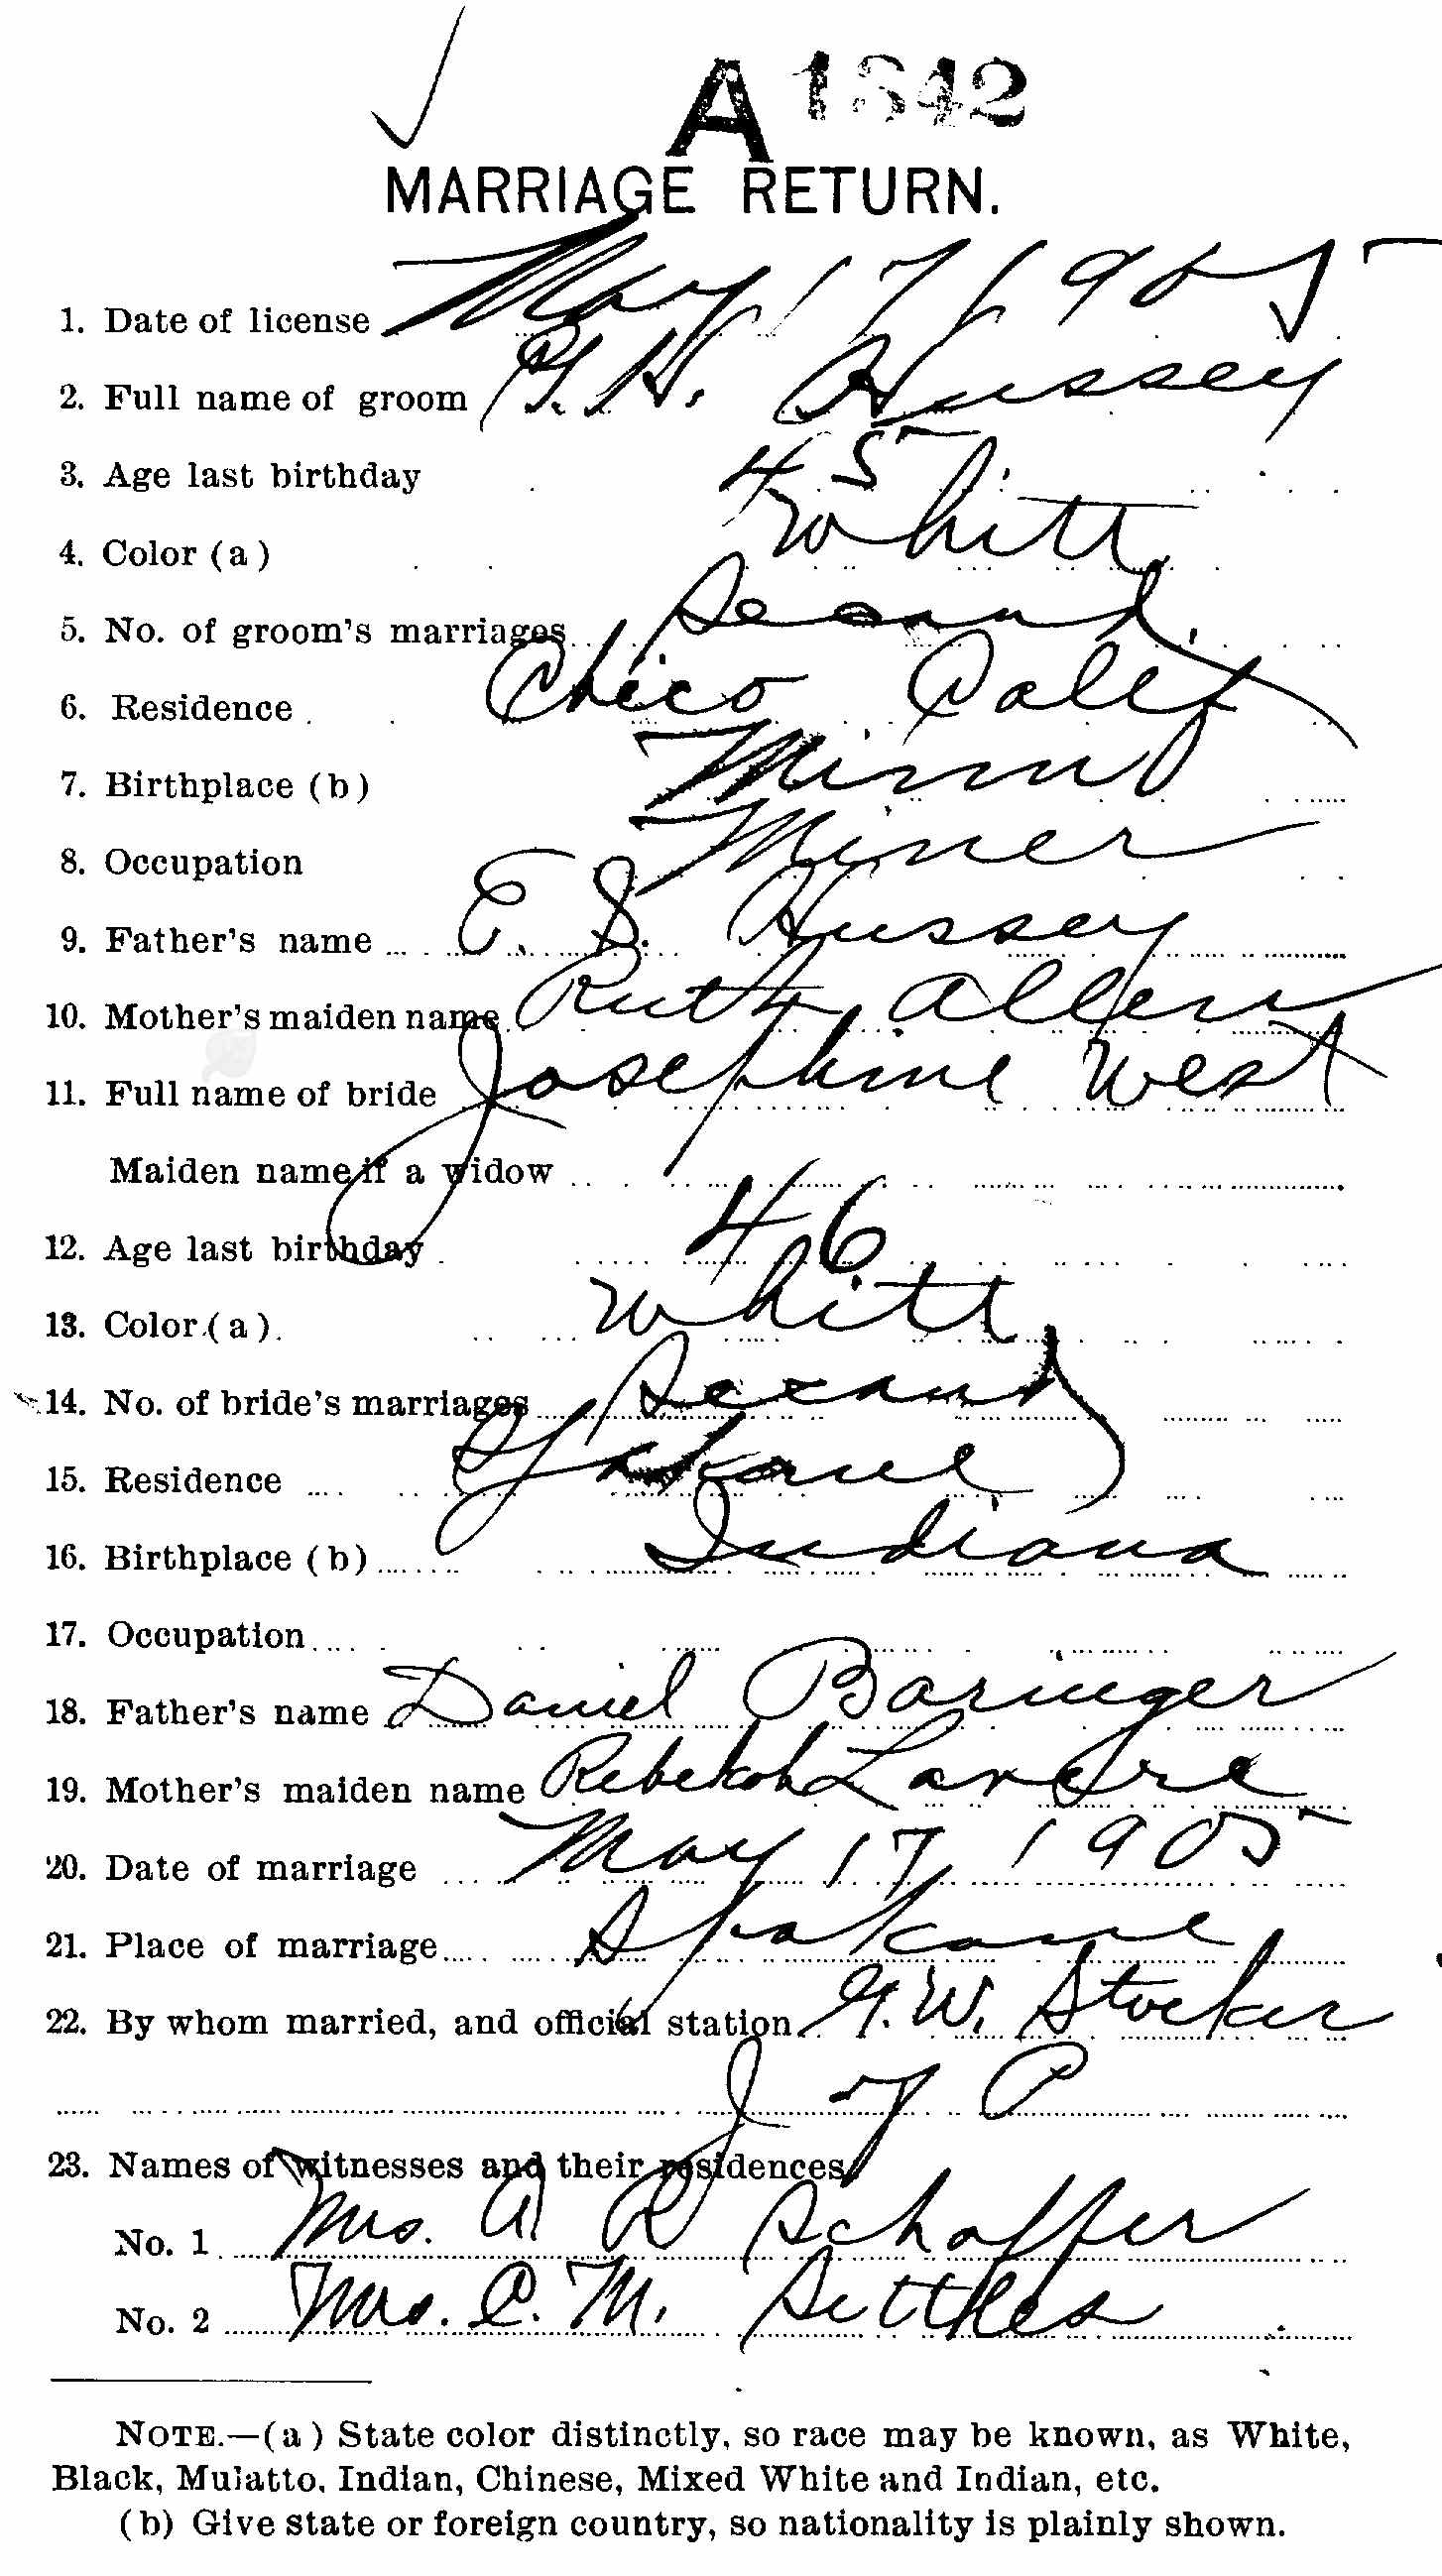 A 1842
MARRIAGE RETURN.
1. Date of license May 17 1905
2. Full name of groom G. H. Hussey
3. Age last birthday 45
4. Color (a) White
5. No. of groom's marriages Second
6. Residence Chico Calif
7. Birthplace (b) Minn
8. Occupation Miner
9. Father's name E. S. Hussey
10. Mother's maiden name Ruth Allen
11. Full name of bride Josephine West
Maiden name if a widow
12. Age last birthday 46
13. Color (a) White
14. No. of bride's marriages Second
15. Residence Spokane
16. Birthplace (b) Indiana
17. Occupation
18. Father's name Daniel Baringer
19. Mother's maiden name Rebekah
20. Date of marriage May 17 1905
21. Place of marriage Spokane
22. By whom married, and official station G. W. Stocker
J of P
23. Names of witnesses and their residences
No. 1 Mrs. A R Schaffer
No. 2 Mrs. C. M. Settles
NOTE.—(a) State color distinctly, so race may be known, as White,
Black, Mulatto, Indian, Chinese, Mixed White and Indian, etc.
(b) Give state or foreign country, so nationality is plainly shown.